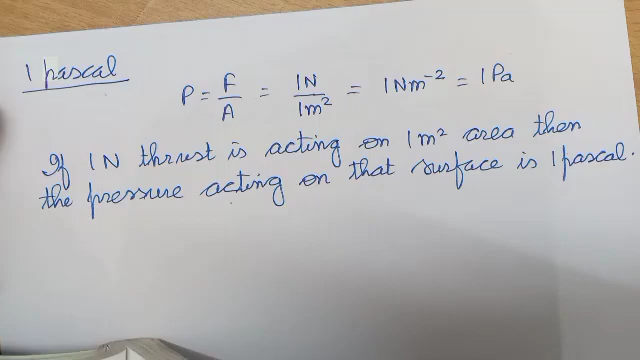 1 pascal
P = F/A = 1N/1m² = 1Nm⁻² = 1Pa
If 1N thrust is acting on 1m² area then
the pressure acting on that surface is 1 pascal.